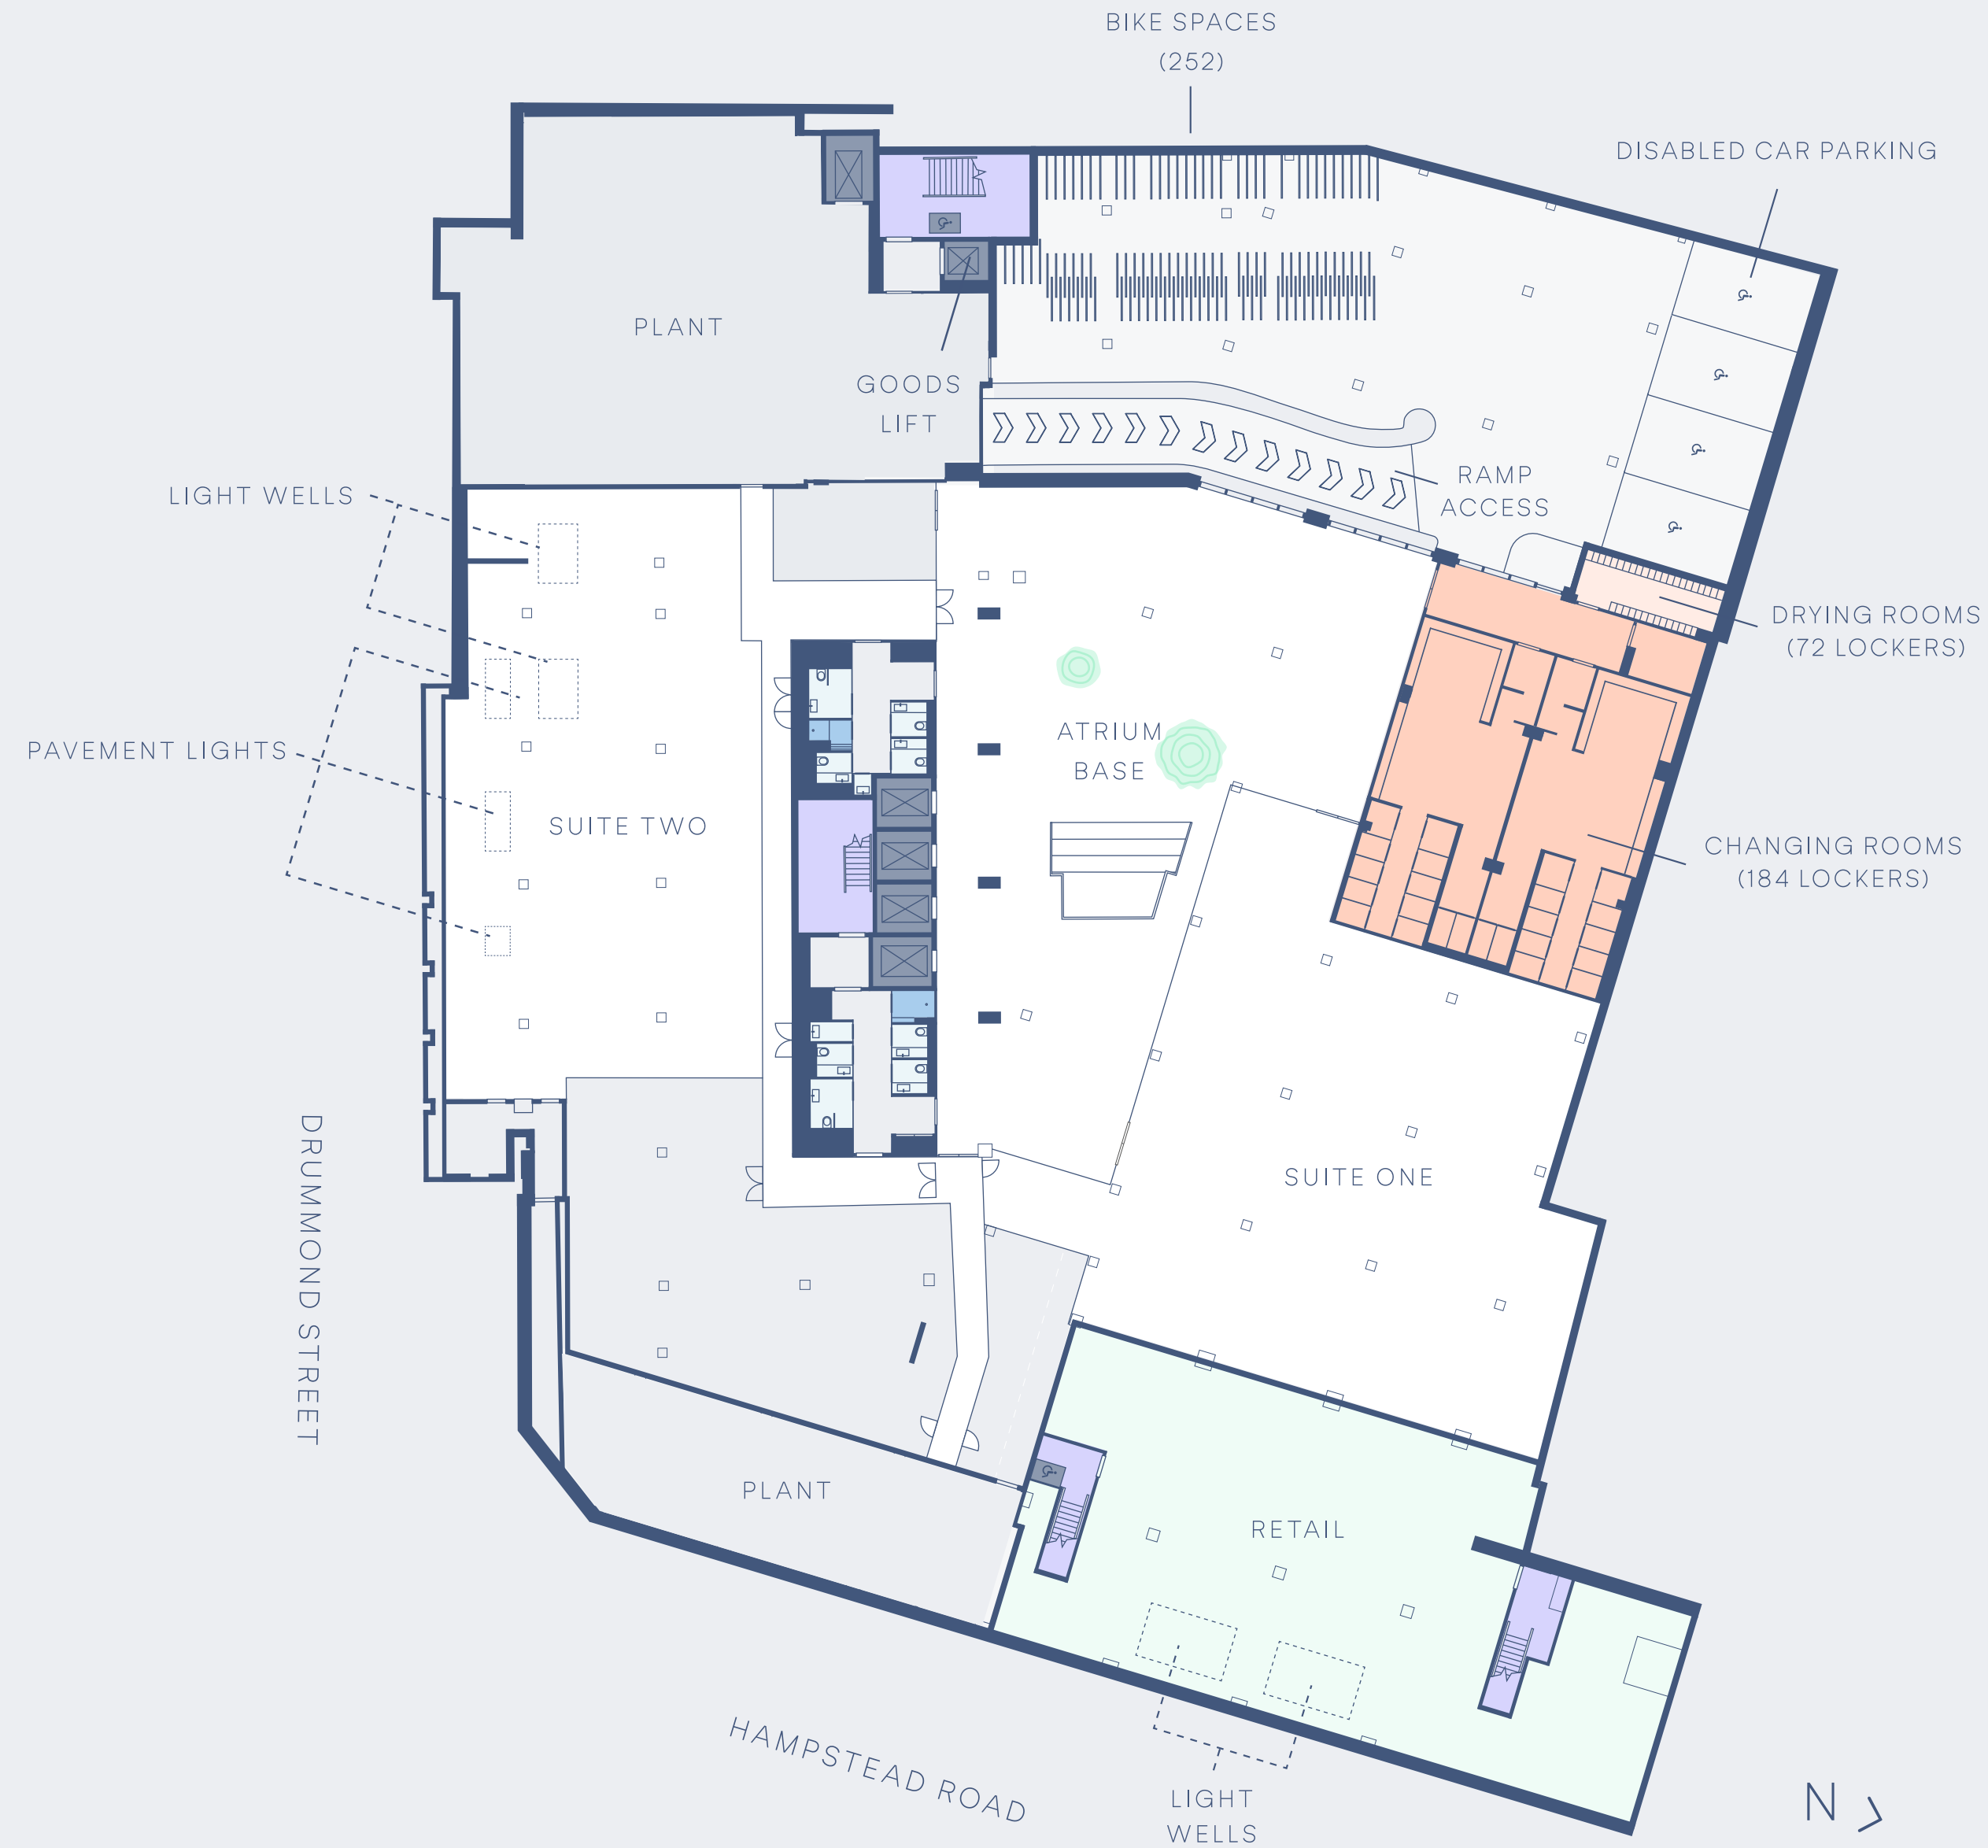 BIKE SPACES
(252)
DISABLED CAR PARKING
PLANT
GOODS
LIFT
RAMP
ACCESS
LIGHT WELLS
DRYING ROOMS
(72 LOCKERS)
ATRIUM
BASE
PAVEMENT LIGHTS
SUITE TWO
CHANGING ROOMS
(184 LOCKERS)
DRUMMOND STREET
SUITE ONE
PLANT
RETAIL
HAMPSTEAD ROAD
LIGHT
WELLS
N